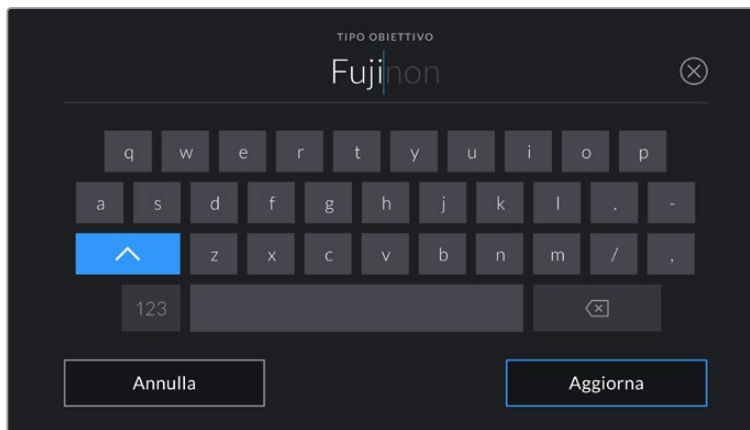 TIPO OBIETTIVO
Fujinon
q w e r t y u i o p
a s d f g h j k l . -
z x c v b n m / ,
123
Annulla Aggiorna